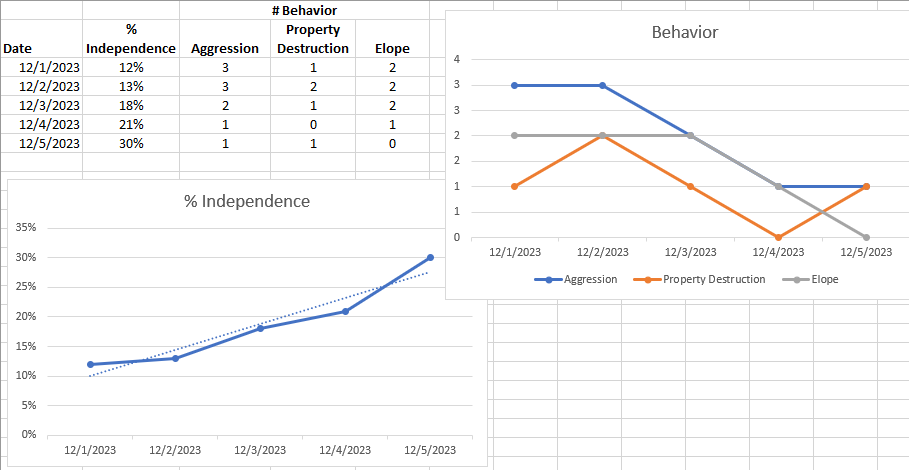 # Behavior
% Property
Date Independence Aggression Destruction Elope
12/1/2023 12% 3 1 2
12/2/2023 13% 3 2 2
12/3/2023 18% 2 1 2
12/4/2023 21% 1 0 1
12/5/2023 30% 1 1 0
Behavior
4
3
3
2
2
1
1
0
12/1/2023 12/2/2023 12/3/2023 12/4/2023 12/5/2023
Aggression Property Destruction Elope
% Independence
35%
30%
25%
20%
15%
10%
5%
0%
12/1/2023 12/2/2023 12/3/2023 12/4/2023 12/5/2023